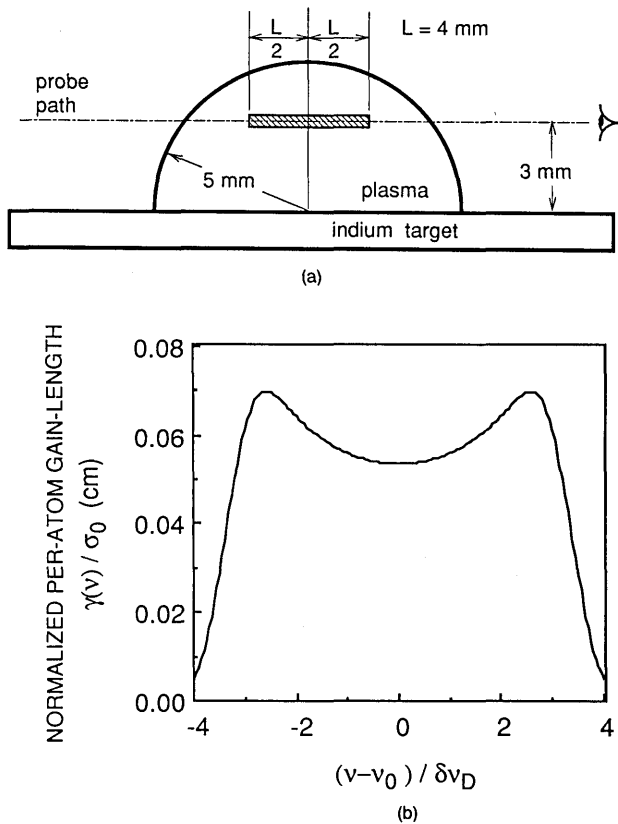 L L L = 4 mm
2 2
probe
path
5 mm
3 mm
plasma
indium target
(a)
NORMALIZED PER-ATOM GAIN-LENGTH
γ(ν) / σ₀ (cm)
0.08
0.06
0.04
0.02
0.00
-4 -2 0 2 4
(ν−ν₀) / δν_D
(b)